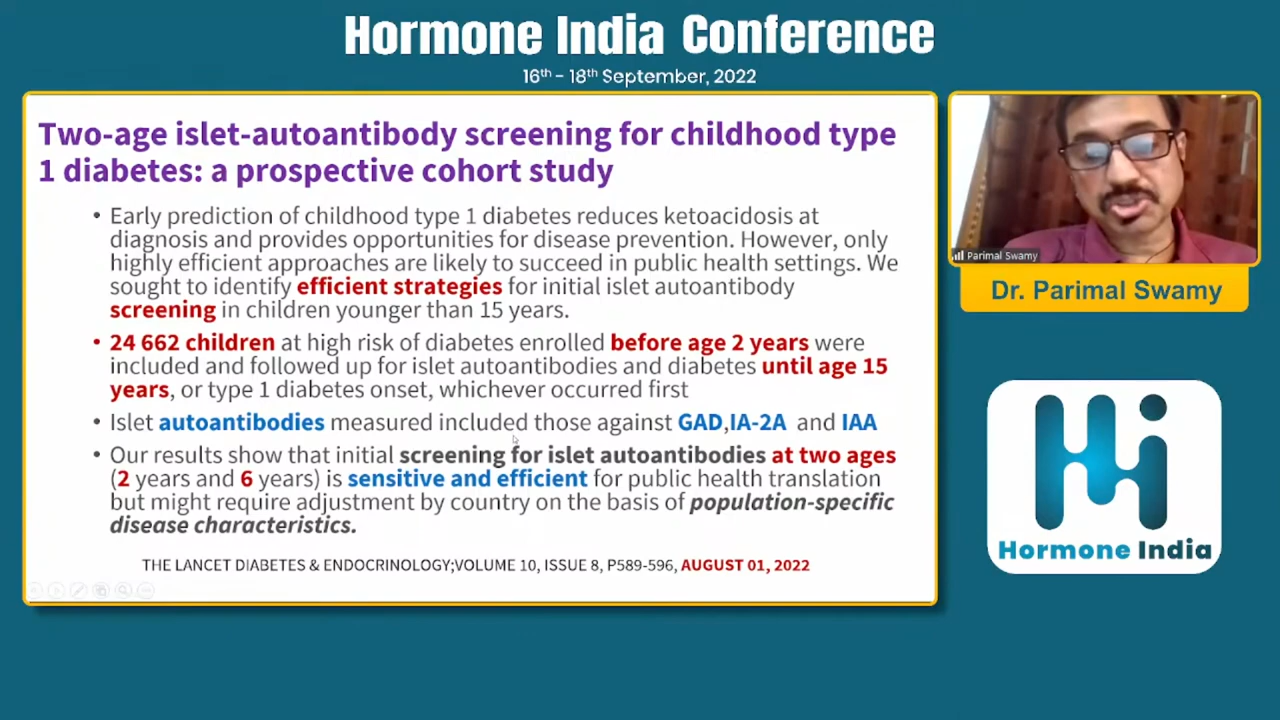 Hormone India Conference
16th - 18th September, 2022
Two-age islet-autoantibody screening for childhood type
1 diabetes: a prospective cohort study
• Early prediction of childhood type 1 diabetes reduces ketoacidosis at
diagnosis and provides opportunities for disease prevention. However, only
highly efficient approaches are likely to succeed in public health settings. We
sought to identify efficient strategies for initial islet autoantibody
screening in children younger than 15 years.
• 24 662 children at high risk of diabetes enrolled before age 2 years were
included and followed up for islet autoantibodies and diabetes until age 15
years, or type 1 diabetes onset, whichever occurred first
• Islet autoantibodies measured included those against GAD,IA-2A and IAA
• Our results show that initial screening for islet autoantibodies at two ages
(2 years and 6 years) is sensitive and efficient for public health translation
but might require adjustment by country on the basis of population-specific
disease characteristics.
THE LANCET DIABETES & ENDOCRINOLOGY;VOLUME 10, ISSUE 8, P589-596, AUGUST 01, 2022
Parimal Swamy
Dr. Parimal Swamy
Hormone India